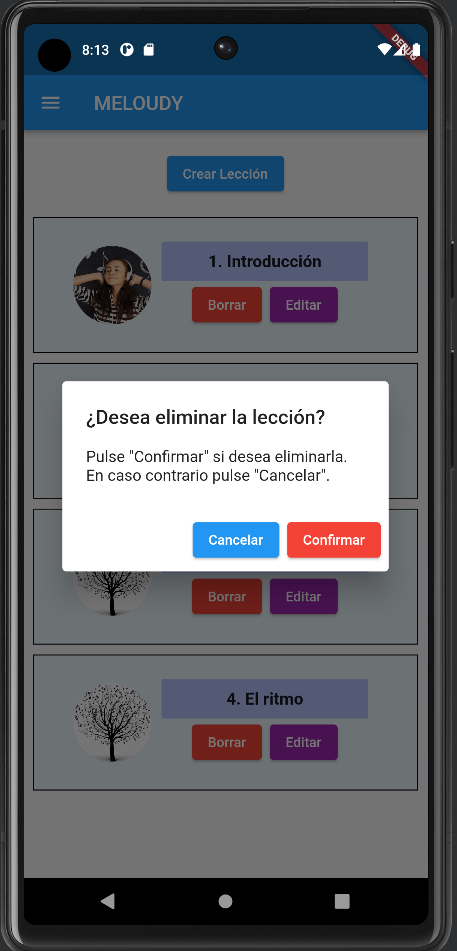 8:13
DEBUG
MELOUDY
Crear Lección
1. Introducción
Borrar
Editar
¿Desea eliminar la lección?
Pulse "Confirmar" si desea eliminarla.
En caso contrario pulse "Cancelar".
Cancelar
Confirmar
Borrar
Editar
4. El ritmo
Borrar
Editar